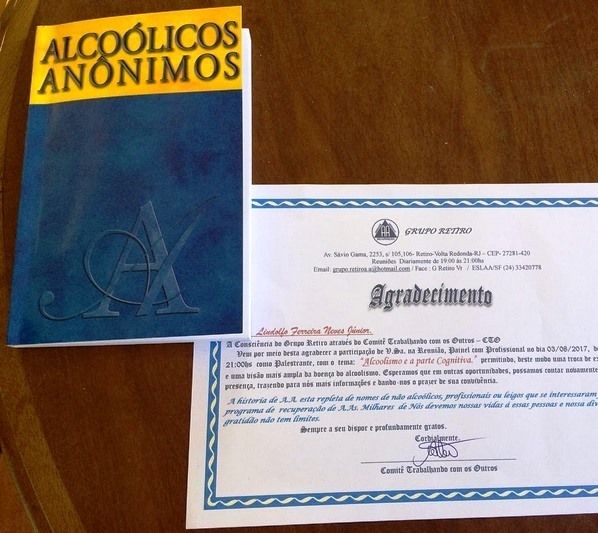 ALCOÓLICOS
ANÔNIMOS
AA
GRUPO RETIRO
Av. Sávio Gama, 2253, s/ 105,106- Retiro-Volta Redonda-RJ – CEP- 27281-420
Reuniões Diariamente de 19:00 às 21:00hs
Email: grupo.retiroa.a@hotmail.com / Face : G Retiro Vr / ESLAA/SF (24) 33420778
Agradecimento
Lindolfo Ferreira Neves Júnior.
A Consciência do Grupo Retiro através do Comitê Trabalhando com os Outros – CTO
Vem por meio desta agradecer a participação de V.Sa. na Reunião, Painel com Profissional no dia 03/08/2017,
21:00hs como Palestrante, com o tema: "Alcoolismo e a parte Cognitiva." permitindo, deste modo uma troca de
e uma visão mais ampla da doença do alcoolismo. Esperamos que em outras oportunidades, possamos contar novamente
presença, trazendo para nós mais informações e dando-nos o prazer de sua convivência.
A historia de A.A. esta repleta de nomes de não alcoólicos, profissionais ou leigos que se interessaram
programa de recuperação de A.As. Milhares de Nós devemos nossas vidas à essas pessoas e nossa
gratidão não tem limites.
Sempre a seu dispor e profundamente gratos.
Cordialmente,
Comitê Trabalhando com os Outros